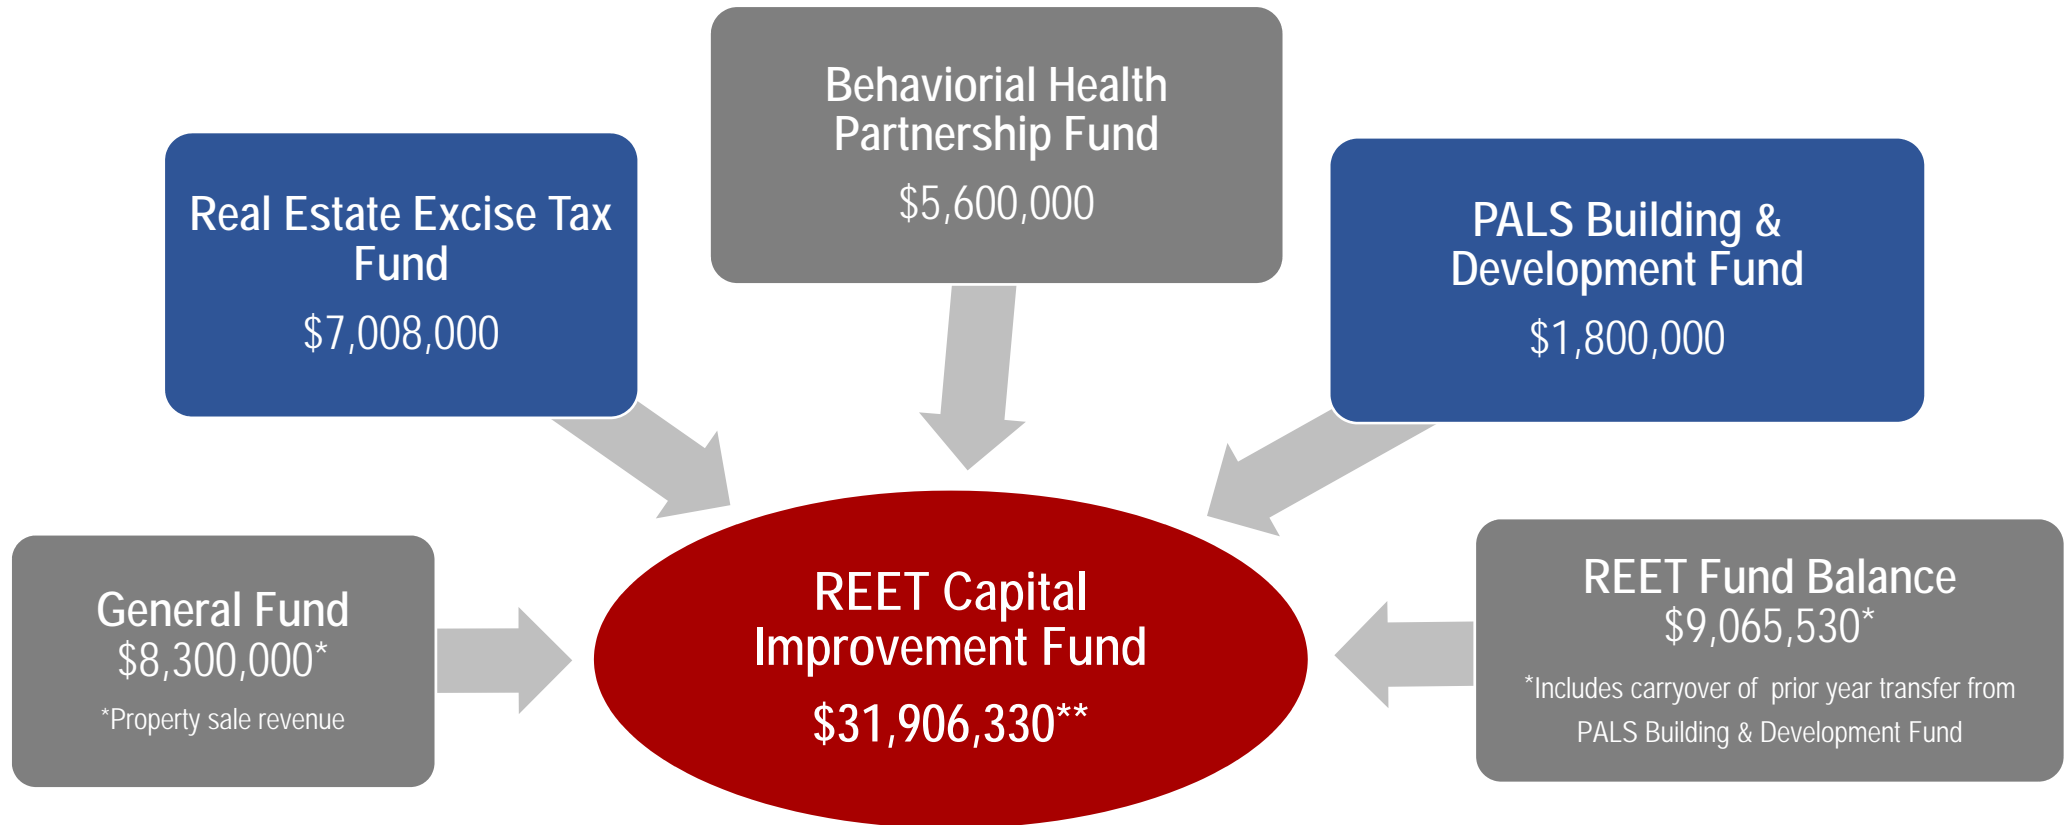 Behaviorial Health
Partnership Fund
$5,600,000
Real Estate Excise Tax
Fund
$7,008,000
PALS Building &
Development Fund
$1,800,000
General Fund
$8,300,000*
*Property sale revenue
REET Capital
Improvement Fund
$31,906,330**
REET Fund Balance
$9,065,530*
*Includes carryover of prior year transfer from
PALS Building & Development Fund